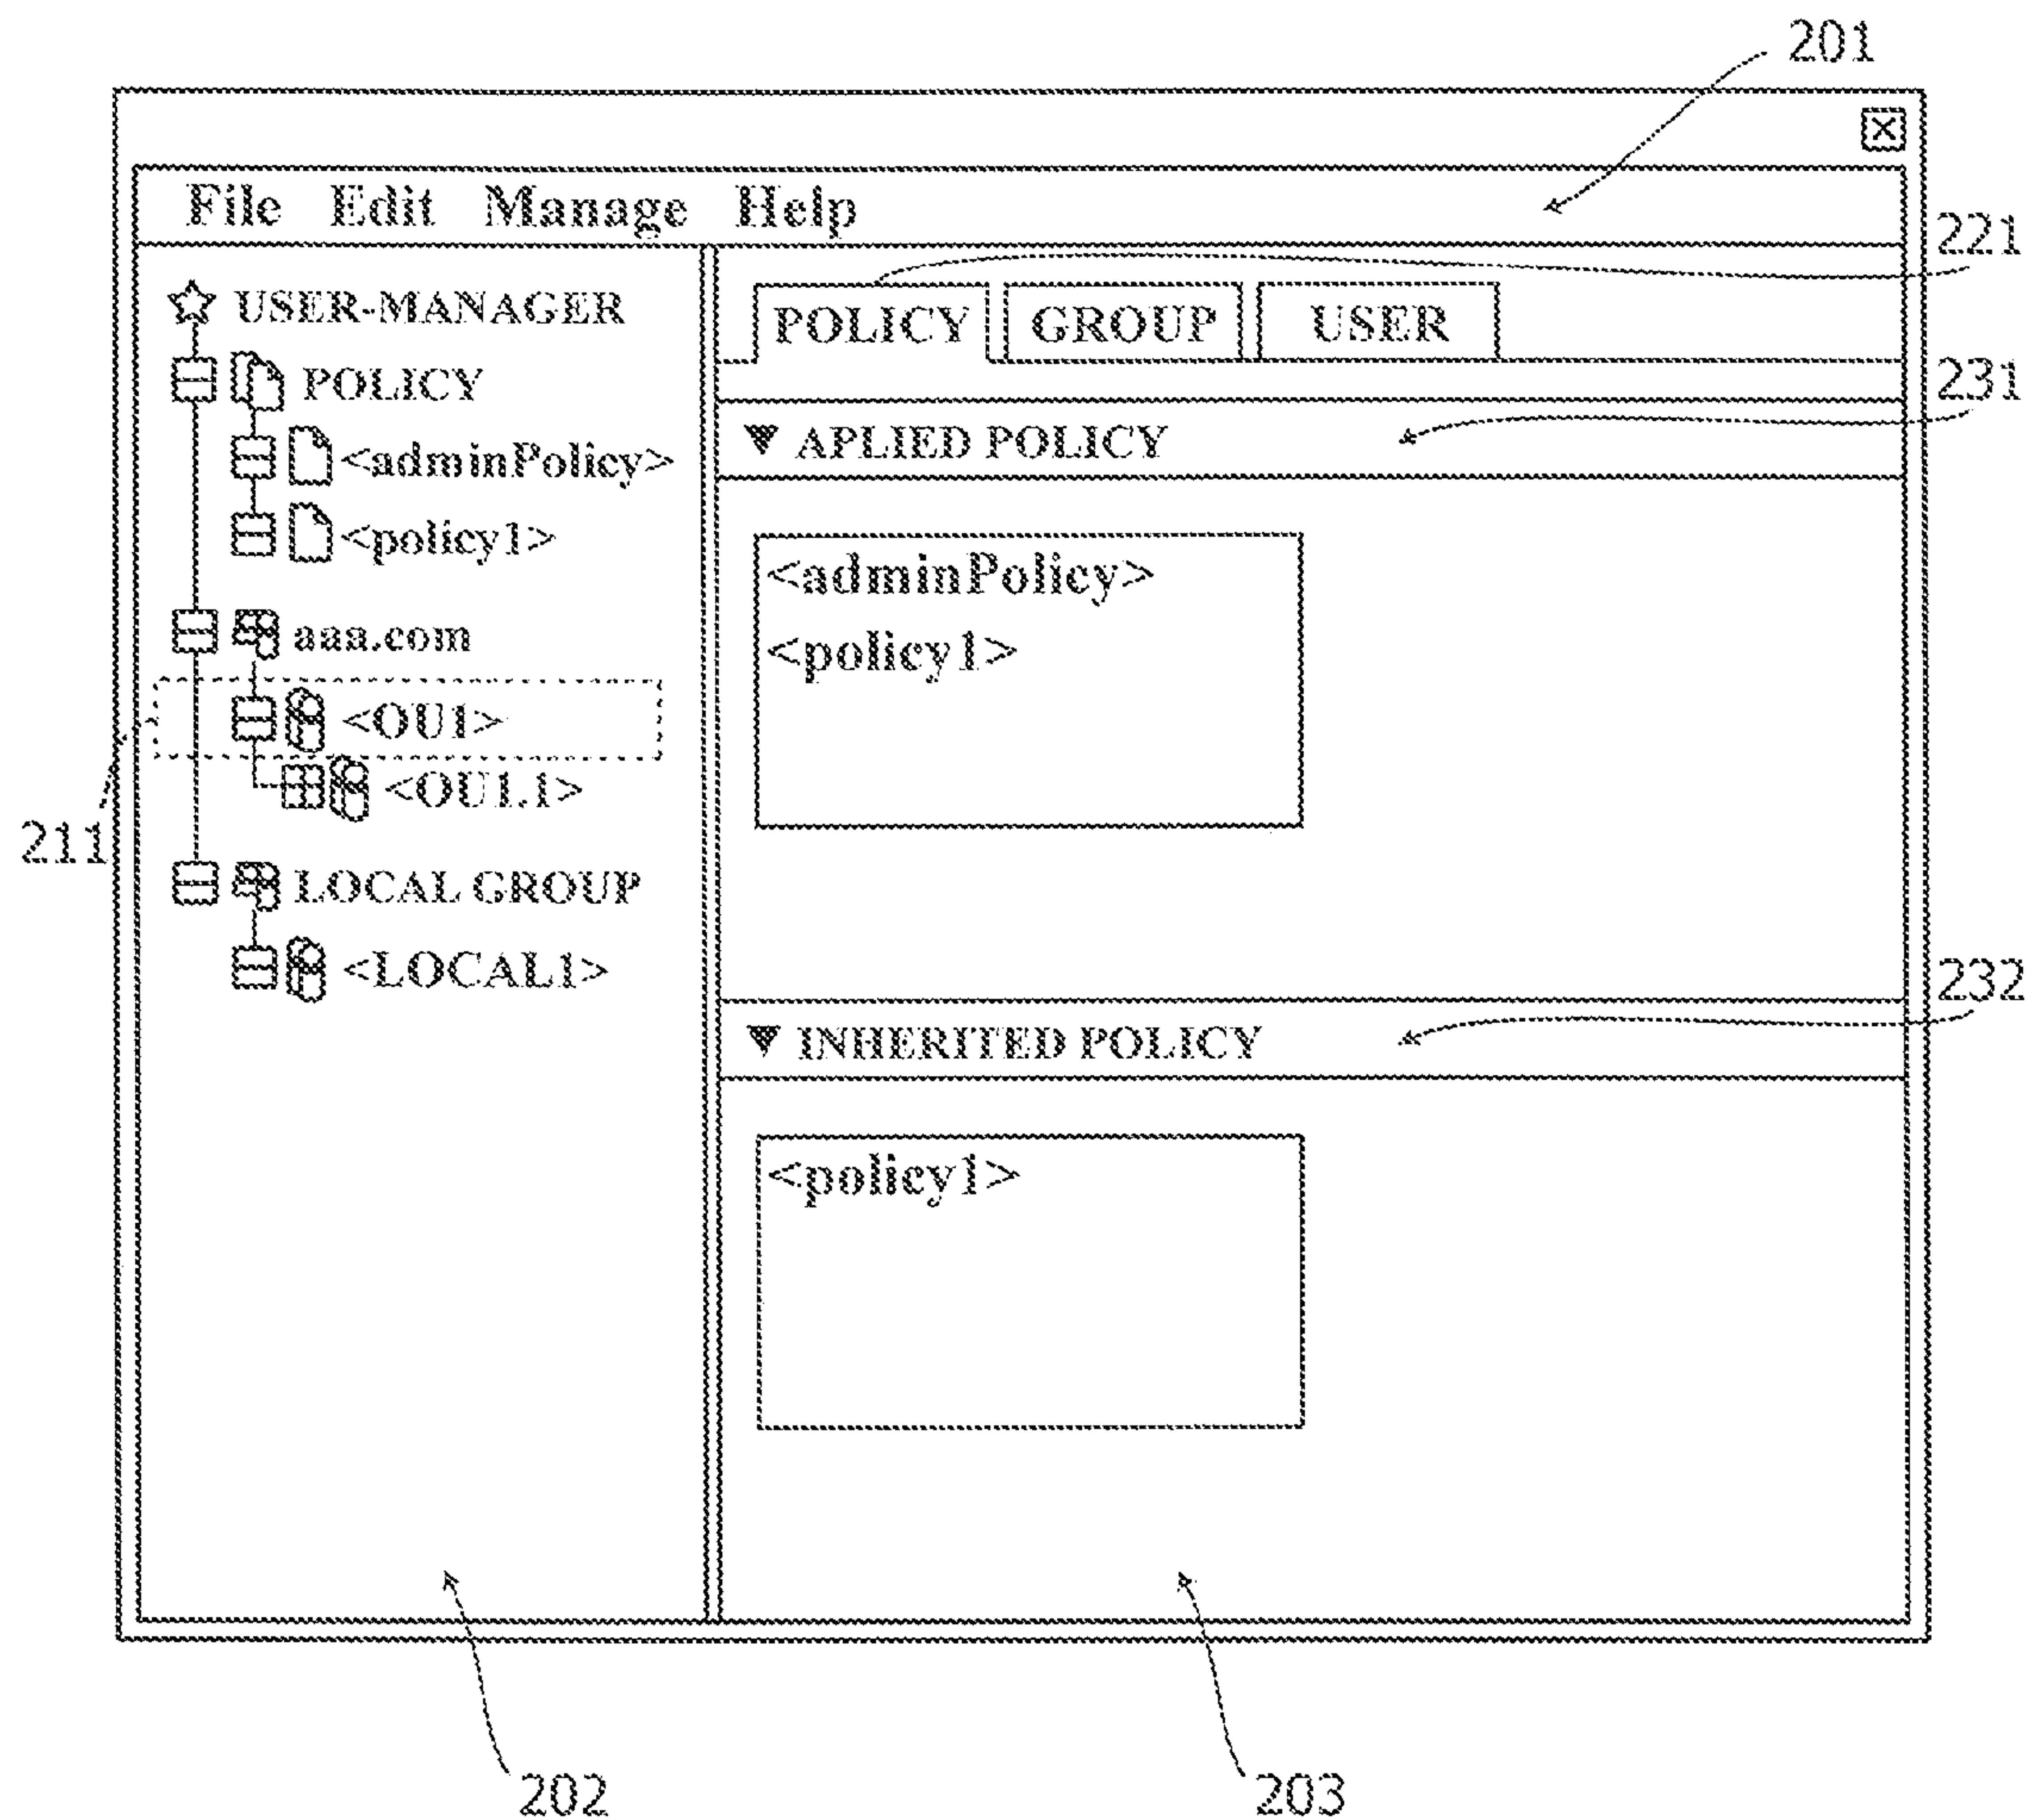 201
File Edit Manage Help
221
USER-MANAGER
POLICY
<adminPolicy>
<policy1>
aaa.com
<OU1>
<OU1.1>
211
LOCAL GROUP
<LOCAL1>
POLICY GROUP USER
231
APLIED POLICY
<adminPolicy>
<policy1>
232
INHERITED POLICY
<policy1>
202
203